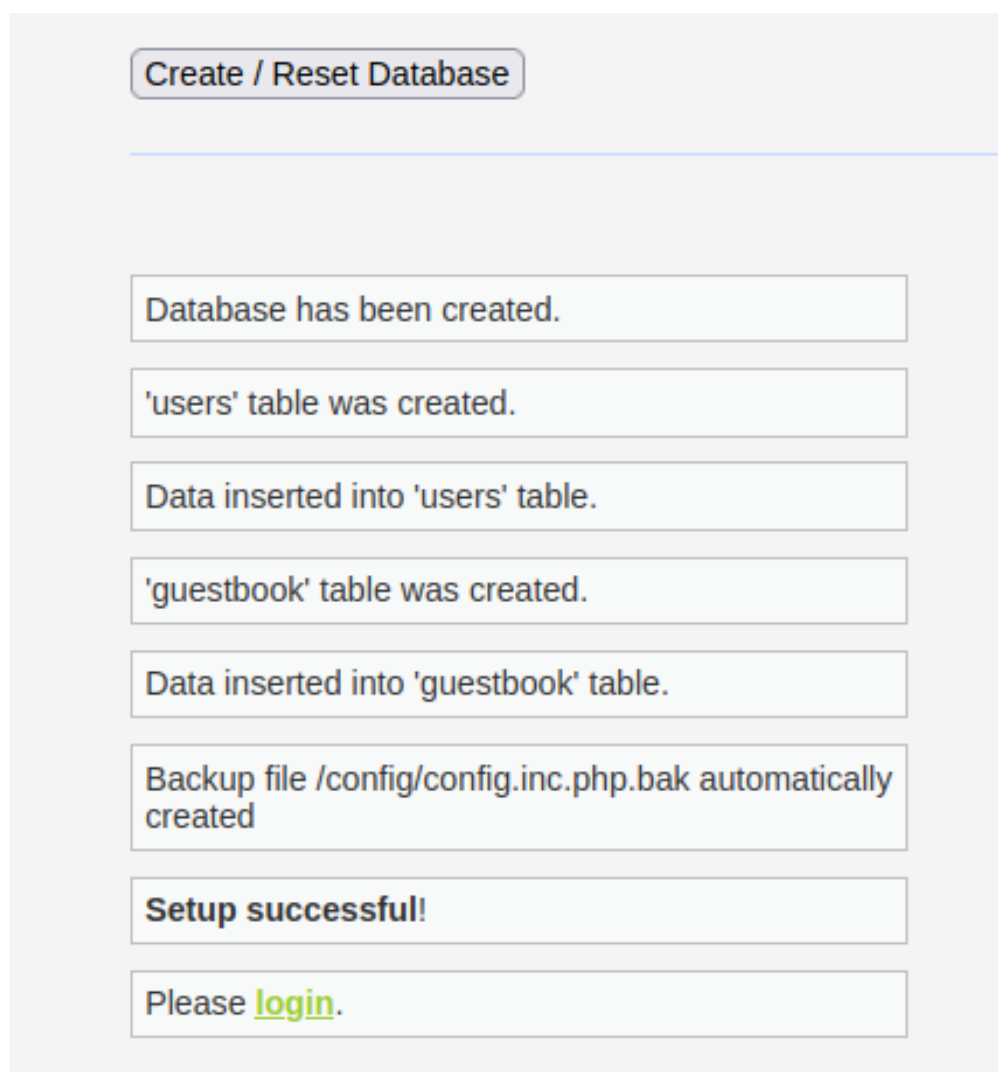 Create / Reset Database
Database has been created.
'users' table was created.
Data inserted into 'users' table.
'guestbook' table was created.
Data inserted into 'guestbook' table.
Backup file /config/config.inc.php.bak automatically
created
Setup successful!
Please login.